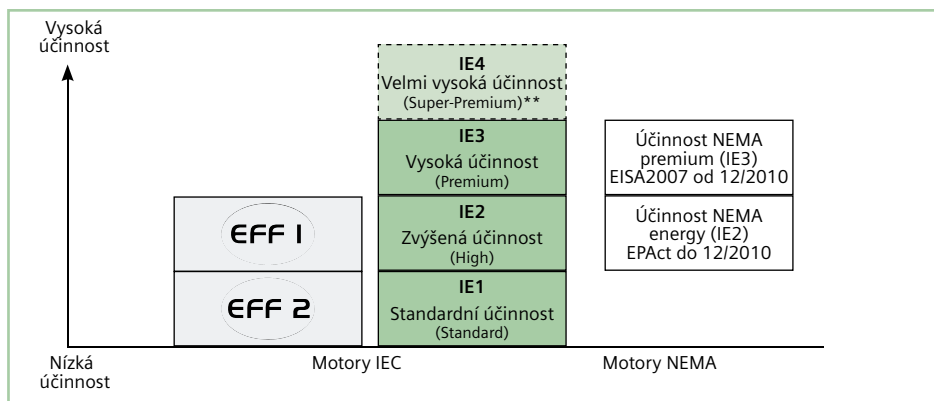 Vysoká
účinnost
IE4
Velmi vysoká účinnost
(Super-Premium)**
IE3
Vysoká účinnost
(Premium)
Účinnost NEMA
premium (IE3)
EISA2007 od 12/2010
EFF 1
IE2
Zvýšená účinnost
(High)
Účinnost NEMA
energy (IE2)
EPAct do 12/2010
EFF 2
IE1
Standardní účinnost
(Standard)
Nízká
účinnost
Motory IEC
Motory NEMA